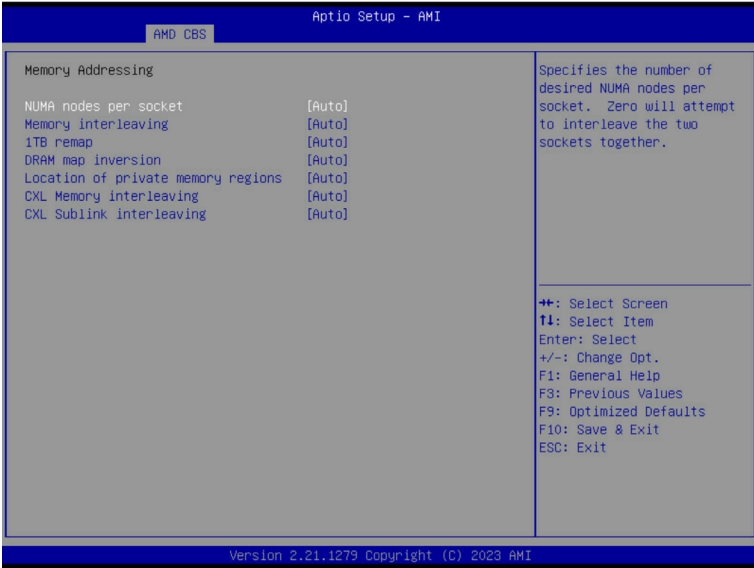 Aptio Setup - AMI
AMD CBS
Memory Addressing
NUMA nodes per socket [Auto]
Memory interleaving [Auto]
1TB remap [Auto]
DRAM map inversion [Auto]
Location of private memory regions [Auto]
CXL Memory interleaving [Auto]
CXL Sublink interleaving [Auto]
Specifies the number of
desired NUMA nodes per
socket. Zero will attempt
to interleave the two
sockets together.
→←: Select Screen
↑↓: Select Item
Enter: Select
+/-: Change Opt.
F1: General Help
F3: Previous Values
F9: Optimized Defaults
F10: Save & Exit
ESC: Exit
Version 2.21.1279 Copyright (C) 2023 AMI